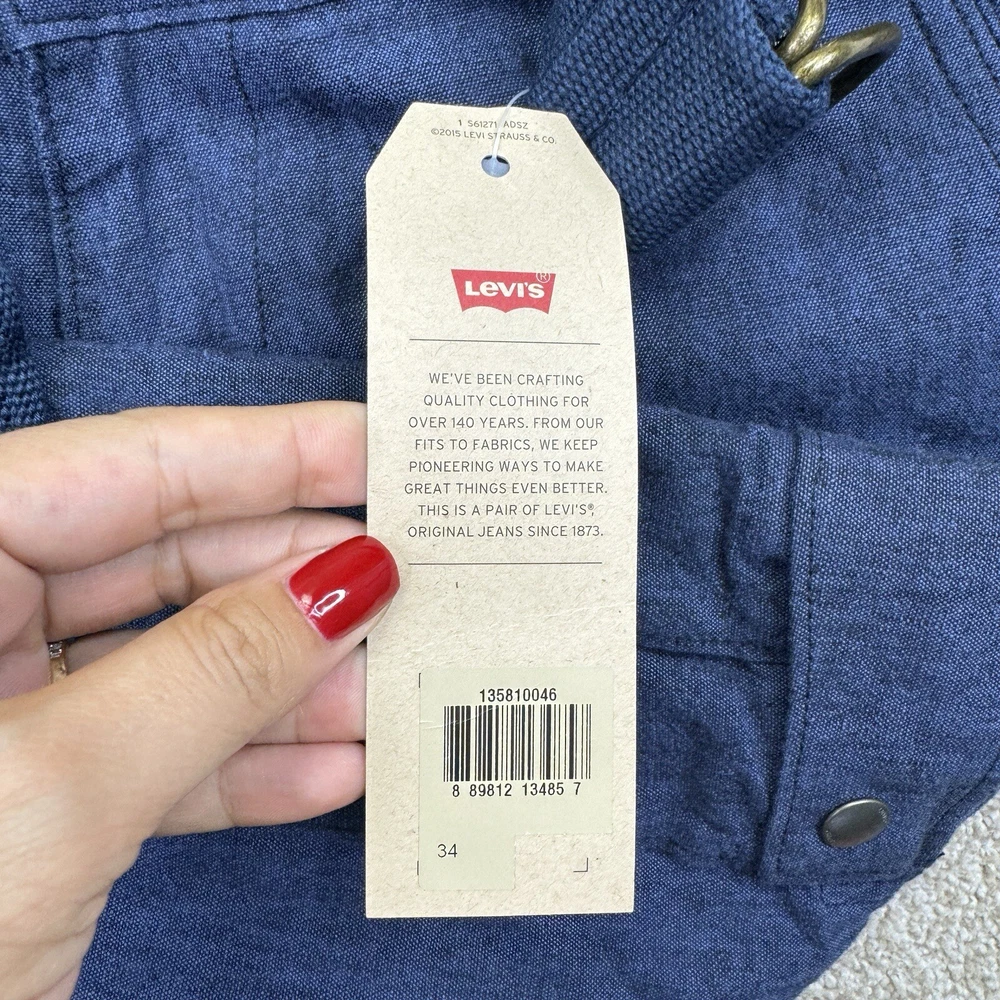 1 S61271 ADSZ
©2015 LEVI STRAUSS & CO.
LEVI'S®
WE'VE BEEN CRAFTING
QUALITY CLOTHING FOR
OVER 140 YEARS. FROM OUR
FITS TO FABRICS, WE KEEP
PIONEERING WAYS TO MAKE
GREAT THINGS EVEN BETTER.
THIS IS A PAIR OF LEVI'S®,
ORIGINAL JEANS SINCE 1873.
135810046
8 89812 13485 7
34